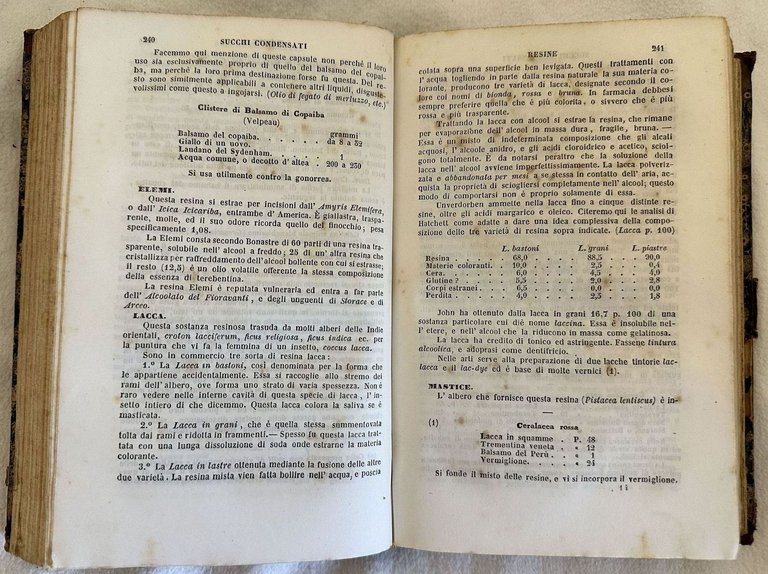 240 SUCCHI CONDENSATI
Facemmo qui menzione di queste capsule non perchè il loro
uso sia esclusivamente proprio di quello del balsamo del copai-
ba, ma perchè la loro prima destinazione forse fu questa. Del re-
sto sono similmente applicabili a contenere altri liquidi, disgust-
volissimi come questo a ingojarsi. (Olio di fegato di merluzzo, etc.)
Clistere di Balsamo di Copaiba
(Velpeau)
grammi
Balsamo del copaiba. . . . . . da 8 a 32
Giallo di un uovo.
Laudano del Sydenham. . . . . 1
Acqua comune, o decotto d'altea . 200 a 250
Si usa utilmente contro la gonorrea.
ELEMI.
Questa resina si estrae per incisioni dall' Amyris Elemifera,
o dall' Icica Icicariba, entrambe d' America. È giallastra, traspa-
rente, molle, ed il suo odore ricorda quello del finocchio; pesa
specificamente 1,08.
La Elemi consta secondo Bonastre di 60 parti di una resina tra-
sparente, solubile nell' alcool a freddo; 25 di un' altra resina che
cristallizza per raffreddamento dell'alcool bollente con cui si estrasse;
il resto (12,5) è un olio volatile offerente la stessa composizione
della essenza di terebentina.
La resina Elemi è reputata vulneraria ed entra a far parte
dell' Alcoolato del Fioravanti, e degli unguenti di Storace e di
Arceo.
LACCA.
Questa sostanza resinosa trasuda da molti alberi delle Indie
orientali, croton lacciferum, ficus religiosa, ficus indica ec. per
la puntura che vi fa la femmina di un insetto, coccus lacca.
Sono in commercio tre sorta di resina lacca:
1.º La Lacca in bastoni, così denominata per la forma che
le appartiene accidentalmente. Essa si raccoglie allo stremo dei
rami dell'albero, ove forma uno strato di varia spessezza. Non è
raro vedere nelle interne cavità di questa spècie di lacca, l' in-
setto intiero di che dicemmo. Questa lacca colora la saliva se è
masticata.
2.º La Lacca in grani, che è quella stessa summentovata
tolta dai rami e ridotta in frammenti.— Spesso fu questa lacca trat-
tata con una lunga dissoluzione di soda onde estrarne la materia
colorante.
3.º La Lacca in lastre ottenuta mediante la fusione delle altre
due varietà. La resina mista vien fatta bollire nell' acqua, e poscia
RESINE 241
colata sopra una superficie ben levigata. Questi trattamenti con
l'acqua togliendo in parte dalla resina naturale la sua materia co-
lorante, producono tre varietà di lacca, designate secondo il co-
lore coi nomi di bionda, rossa e bruna. In farmacia debbesi
sempre preferire quella che è più colorita, o sivvero che è più
rossa e più trasparente.
Trattando la lacca con alcool si estrae la resina, che rimane
per evaporazione dell'alcool in massa dura, fragile, bruna. —
Essa è un misto di indeterminata composizione che gli alcali
acquosi, l'alcoole anidro, e gli acidi cloroidrico e acetico, sciol-
gono totalmente. È da notarsi peraltro che la soluzione della
lacca nell'alcool avviene imperfettissimamente. La lacca polveriz-
zata e abbandonata per mesi a se stessa in contatto dell' aria, ac-
quista la proprietà di sciogliersi completamente nell'alcool; questo
modo di comportarsi non è proprio solamente di essa.
Unverdorben ammette nella lacca fino a cinque distinte re-
sine, oltre gli acidi margarico e oleico. Citeremo qui le analisi di
Hatchett come adatte a dare una idea complessiva della composi-
zione delle tre varietà di resina sopra indicate. (Lacca p. 100)
L. bastoni L. grani L. piastre
Resina . . . . . 68,0 88,5 90,0
Materie coloranti . 10,0 2,5 0,4
Cera. . . . . . 6,0 4,5 4,0
Glutine ? . . . . 5,5 2,0 2,8
Corpi estranei . . 6,5 0,0 0,0
Perdita . . . . . 4,0 2,5 1,8
John ha ottenuto dalla lacca in grani 16,7 p. 100 di una
sostanza particolare cui diè nome laccina. Essa è insolubile nel-
l'etere, e nell'alcool che la riducono in massa come gelatinosa.
La lacca ha credito di tonico ed astringente. Fassene tintura
alcoolica, e adoprasi come dentifricio.
Nelle arti serve alla preparazione di due lacche tintorie lac-
lacca e il lac-dye ed è base di molte vernici (1).
MASTICE.
L' albero che fornisce questa resina (Pistacea lentiscus) è in-
(1) Ceralacca rossa
Lacca in squamme . P. 48
Trementina veneta . » 12
Balsamo del Perù . » 1
Vermiglione. . . . » 24
Si fonde il misto delle resine, e vi si incorpora il vermiglione.